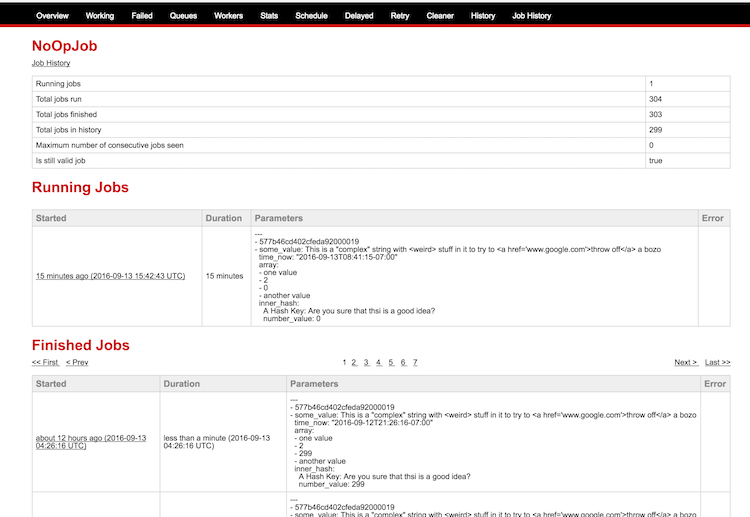 Overview Working Failed Queues Workers Stats Schedule Delayed Retry Cleaner History Job History
NoOpJob
Job History
Running jobs 1
Total jobs run 304
Total jobs finished 303
Total jobs in history 299
Maximum number of consecutive jobs seen 0
Is still valid job true
Running Jobs
Started Duration Parameters Error
---
- 577b46cd402cfeda92000019
- some_value: This is a "complex" string with <weird> stuff in it to try to <a href='www.google.com'>throw off</a> a bozo
time_now: "2016-09-13T08:41:15-07:00"
array:
- one value
15 minutes ago (2016-09-13 15:42:43 UTC) 15 minutes - 2
- 0
- another value
inner_hash:
A Hash Key: Are you sure that thsi is a good idea?
number_value: 0
Finished Jobs
<< First < Prev 1 2 3 4 5 6 7 Next > Last >>
Started Duration Parameters Error
---
- 577b46cd402cfeda92000019
- some_value: This is a "complex" string with <weird> stuff in it to try to <a href='www.google.com'>throw off</a> a bozo
time_now: "2016-09-12T21:26:16-07:00"
array:
about 12 hours ago (2016-09-13 less than a minute (2016-09-13 - one value
04:26:16 UTC) 04:26:16 UTC) - 2
- 299
- another value
inner_hash:
A Hash Key: Are you sure that thsi is a good idea?
number_value: 299
---
- 577b46cd402cfeda92000019
- some_value: This is a "complex" string with <weird> stuff in it to try to <a href='www.google.com'>throw off</a> a bozo